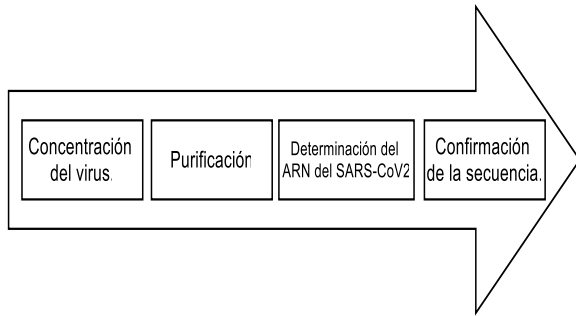 Concentración
del virus.
Purificación
Determinación del
ARN del SARS-CoV2
Confirmación
de la secuencia.